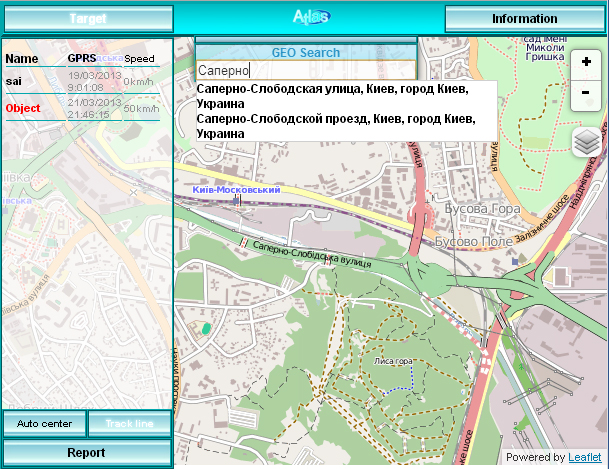 Target
Atlas
Information
GEO Search
Name GPRS Speed
sai 19/03/2013 9:01:08 0km/h
Object 21/03/2013 21:46:15 50km/h
Саперно
Саперно-Слободская улица, Киев, город Киев,
Украина
Саперно-Слободской проезд, Киев, город Киев,
Украина
сад імені
Миколи
Гришка
+
-
Київ-Московський
Бусова Гора
Бусово Поле
Залізничне шосе
Саперно-Слобідська вулиця
Лиса гора
Auto center
Track line
Report
Powered by Leaflet